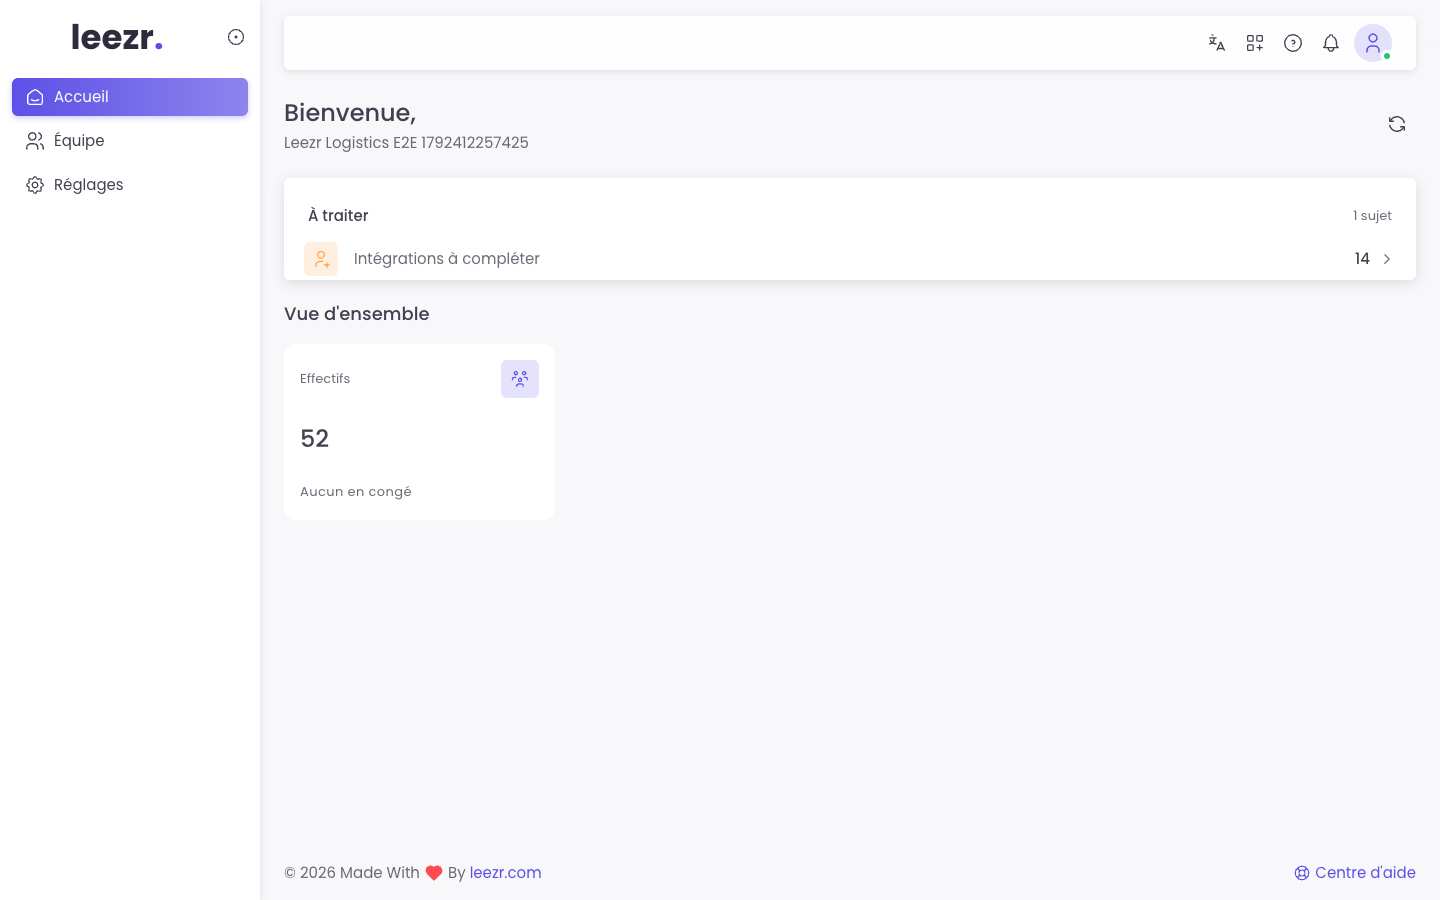 leezr.
Accueil
Équipe
Réglages
Bienvenue,
Leezr Logistics E2E 1792412257425
À traiter
1 sujet
Intégrations à compléter
14
Vue d'ensemble
Effectifs
52
Aucun en congé
© 2026 Made With By leezr.com
Centre d'aide